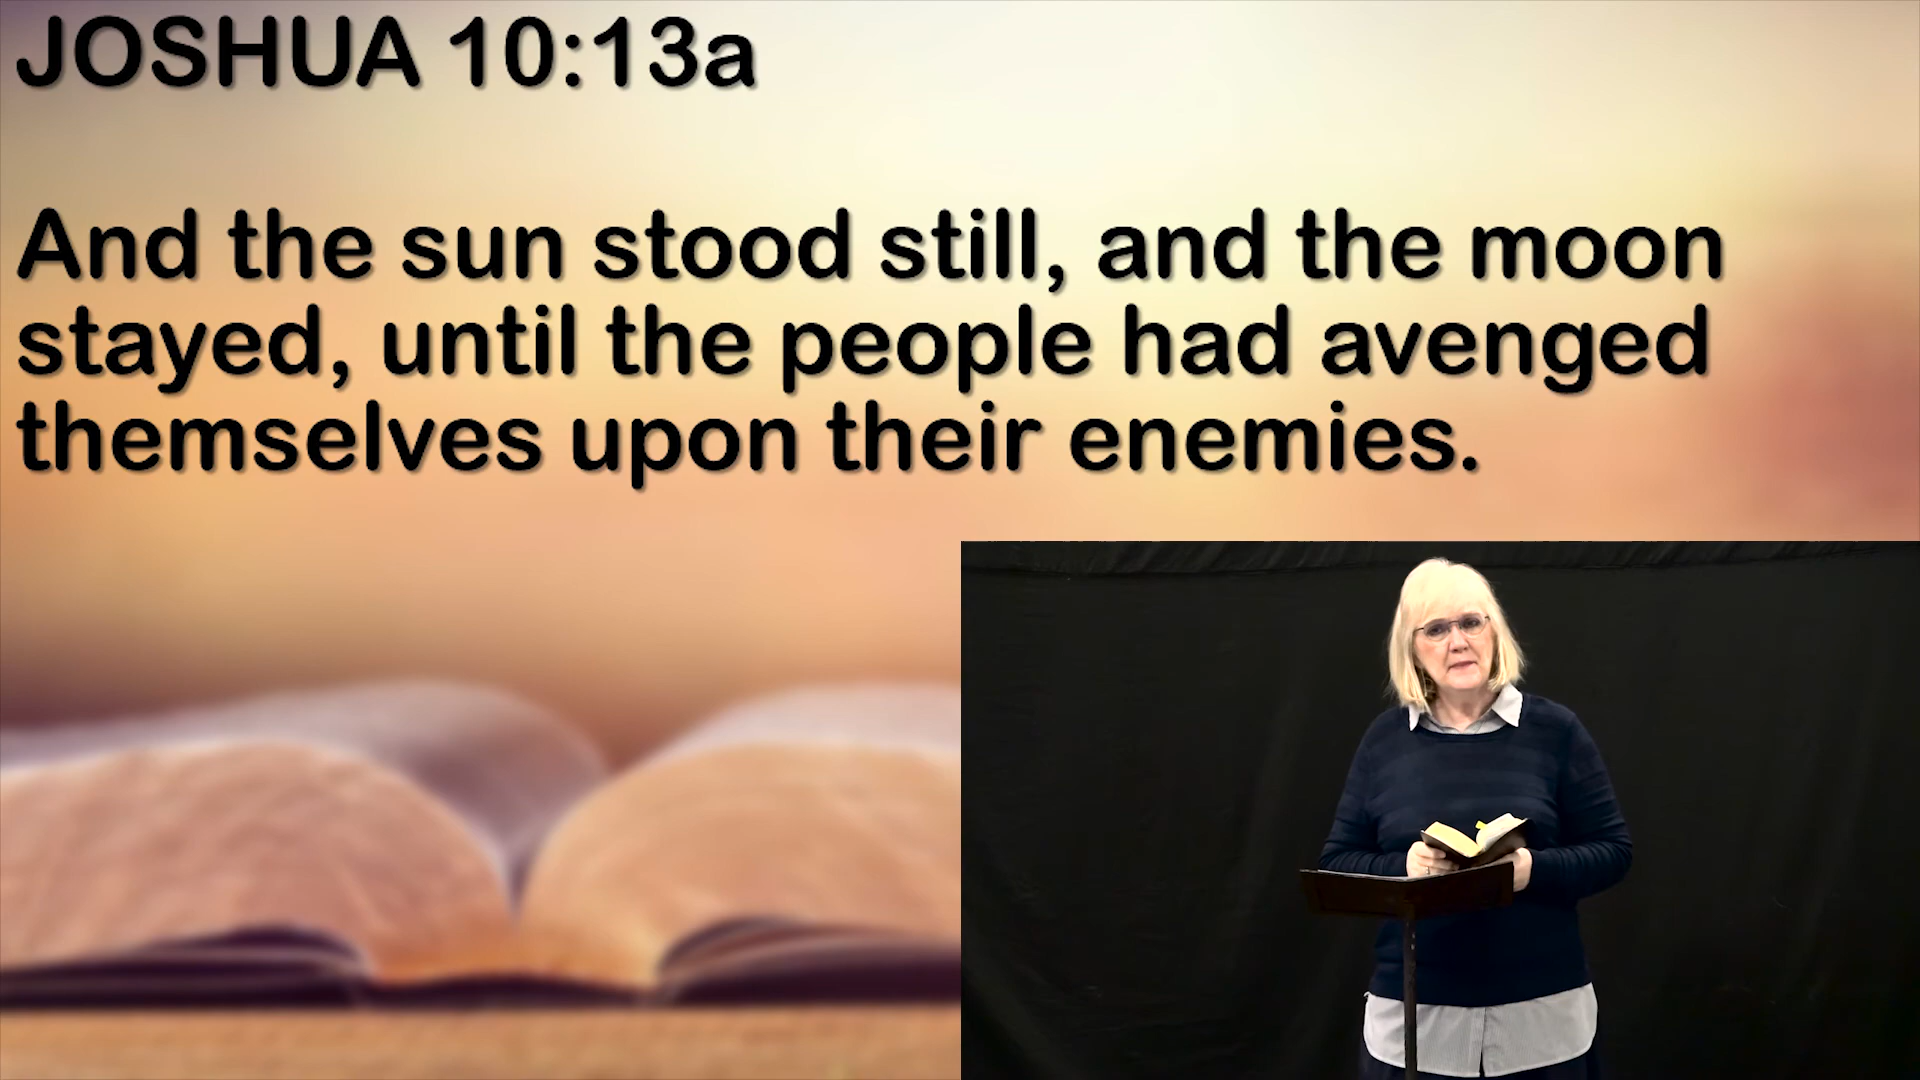 JOSHUA 10:13a
And the sun stood still, and the moon
stayed, until the people had avenged
themselves upon their enemies.